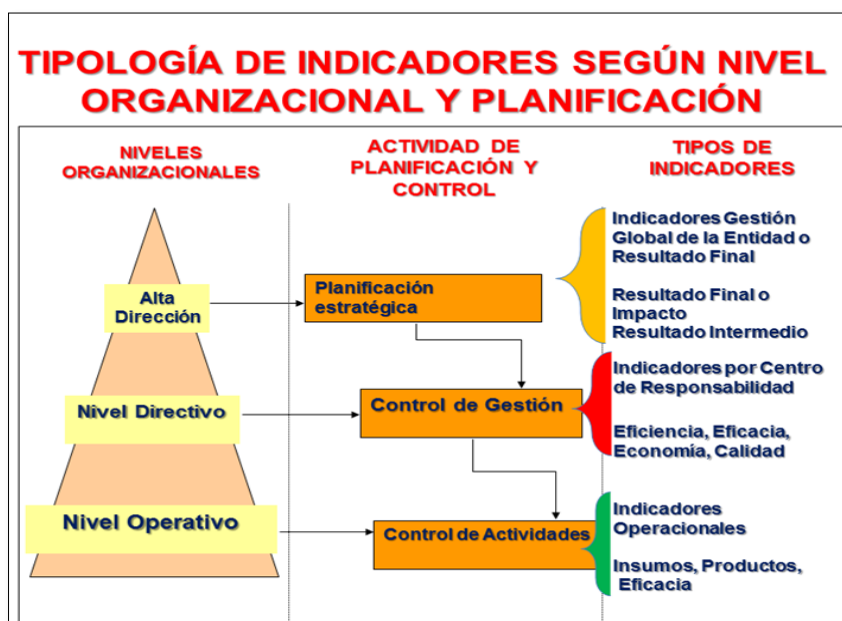 TIPOLOGÍA DE INDICADORES SEGÚN NIVEL
ORGANIZACIONAL Y PLANIFICACIÓN
NIVELES
ORGANIZACIONALES
ACTIVIDAD DE
PLANIFICACIÓN Y
CONTROL
TIPOS DE
INDICADORES
Alta
Dirección
Planificación
estratégica
Indicadores Gestión
Global de la Entidad o
Resultado Final
Resultado Final o
Impacto
Resultado Intermedio
Nivel Directivo
Control de Gestión
Indicadores por Centro
de Responsabilidad
Eficiencia, Eficacia,
Economía, Calidad
Nivel Operativo
Control de Actividades
Indicadores
Operacionales
Insumos, Productos,
Eficacia